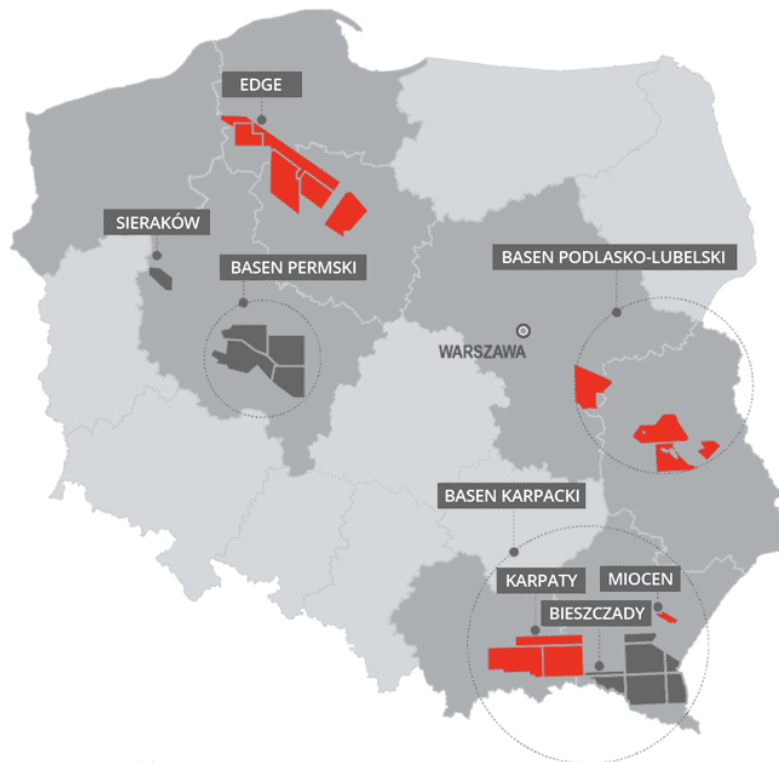 EDGE
SIERAKÓW
BASEN PERMSKI
BASEN PODLASKO-LUBELSKI
WARSZAWA
BASEN KARPACKI
KARPATY
MIOCEN
BIESZCZADY